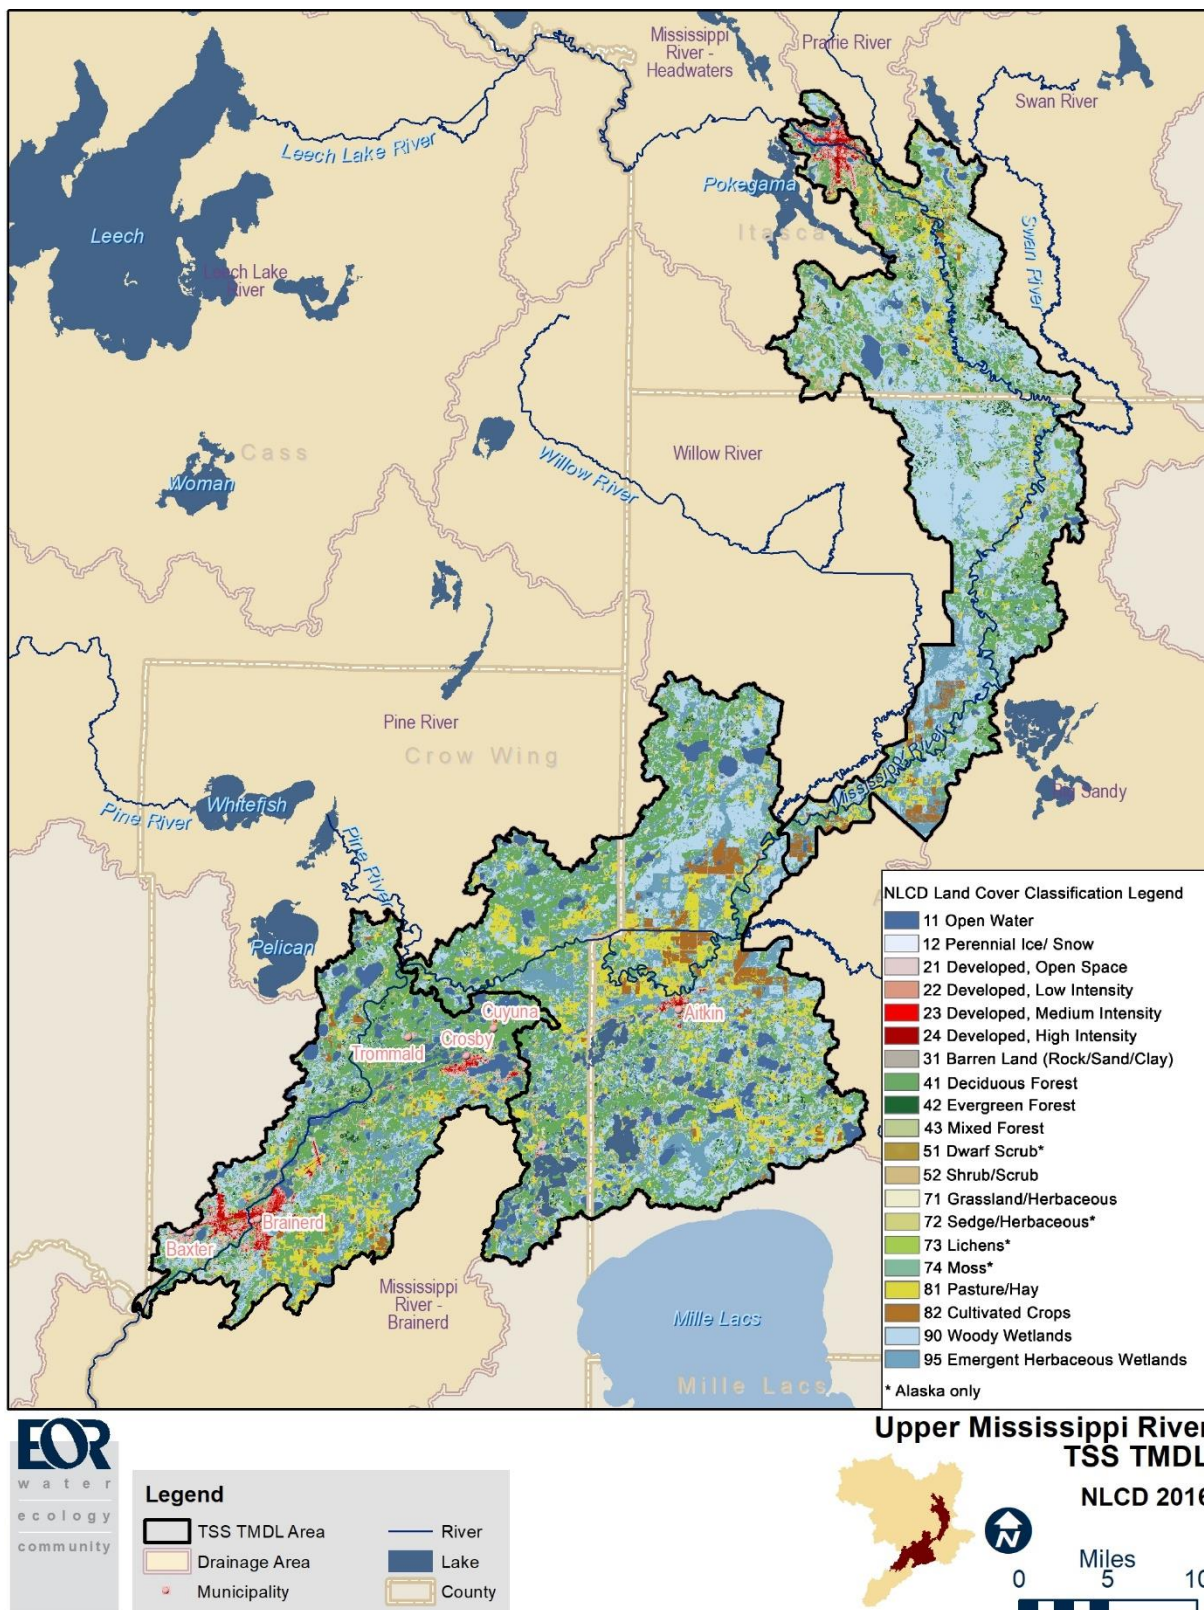 Mississippi
River -
Headwaters
Prairie River
Swan River
Leech Lake River
Pokegama
Itasca
Swan River
Leech
Leech Lake
River
Cass
Woman
Willow River
Willow River
Pine River
Crow Wing
Mississippi River
Sandy
Whitefish
Pine River
Pine River
Pelican
Cuyuna
Crosby
Trommald
Aitkin
Brainerd
Baxter
Mississippi
River -
Brainerd
Mille Lacs
Mille Lacs
NLCD Land Cover Classification Legend
11 Open Water
12 Perennial Ice/ Snow
21 Developed, Open Space
22 Developed, Low Intensity
23 Developed, Medium Intensity
24 Developed, High Intensity
31 Barren Land (Rock/Sand/Clay)
41 Deciduous Forest
42 Evergreen Forest
43 Mixed Forest
51 Dwarf Scrub*
52 Shrub/Scrub
71 Grassland/Herbaceous
72 Sedge/Herbaceous*
73 Lichens*
74 Moss*
81 Pasture/Hay
82 Cultivated Crops
90 Woody Wetlands
95 Emergent Herbaceous Wetlands
* Alaska only
EOR
water
ecology
community
Legend
TSS TMDL Area
River
Drainage Area
Lake
Municipality
County
Upper Mississippi River
TSS TMDL
NLCD 2016
N
Miles
0 5 10